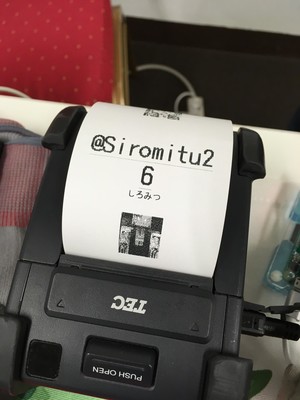 @Siromitu2
6
しろみつ
TEC
PUSH OPEN